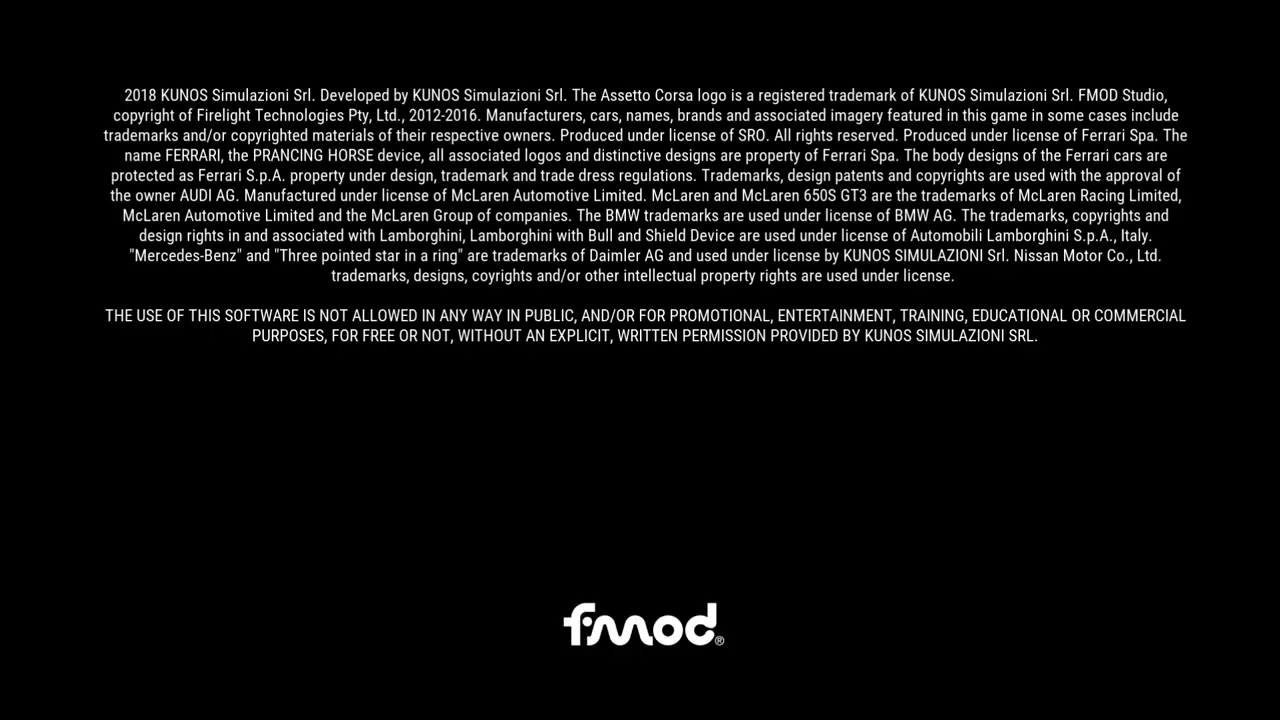 2018 KUNOS Simulazioni Srl. Developed by KUNOS Simulazioni Srl. The Assetto Corsa logo is a registered trademark of KUNOS Simulazioni Srl. FMOD Studio,
copyright of Firelight Technologies Pty, Ltd., 2012-2016. Manufacturers, cars, names, brands and associated imagery featured in this game in some cases include
trademarks and/or copyrighted materials of their respective owners. Produced under license of SRO. All rights reserved. Produced under license of Ferrari Spa. The
name FERRARI, the PRANCING HORSE device, all associated logos and distinctive designs are property of Ferrari Spa. The body designs of the Ferrari cars are
protected as Ferrari S.p.A. property under design, trademark and trade dress regulations. Trademarks, design patents and copyrights are used with the approval of
the owner AUDI AG. Manufactured under license of McLaren Automotive Limited. McLaren and McLaren 650S GT3 are the trademarks of McLaren Racing Limited,
McLaren Automotive Limited and the McLaren Group of companies. The BMW trademarks are used under license of BMW AG. The trademarks, copyrights and
design rights in and associated with Lamborghini, Lamborghini with Bull and Shield Device are used under license of Automobili Lamborghini S.p.A., Italy.
"Mercedes-Benz" and "Three pointed star in a ring" are trademarks of Daimler AG and used under license by KUNOS SIMULAZIONI Srl. Nissan Motor Co., Ltd.
trademarks, designs, coyrights and/or other intellectual property rights are used under license.
THE USE OF THIS SOFTWARE IS NOT ALLOWED IN ANY WAY IN PUBLIC, AND/OR FOR PROMOTIONAL, ENTERTAINMENT, TRAINING, EDUCATIONAL OR COMMERCIAL
PURPOSES, FOR FREE OR NOT, WITHOUT AN EXPLICIT, WRITTEN PERMISSION PROVIDED BY KUNOS SIMULAZIONI SRL.
fmod®